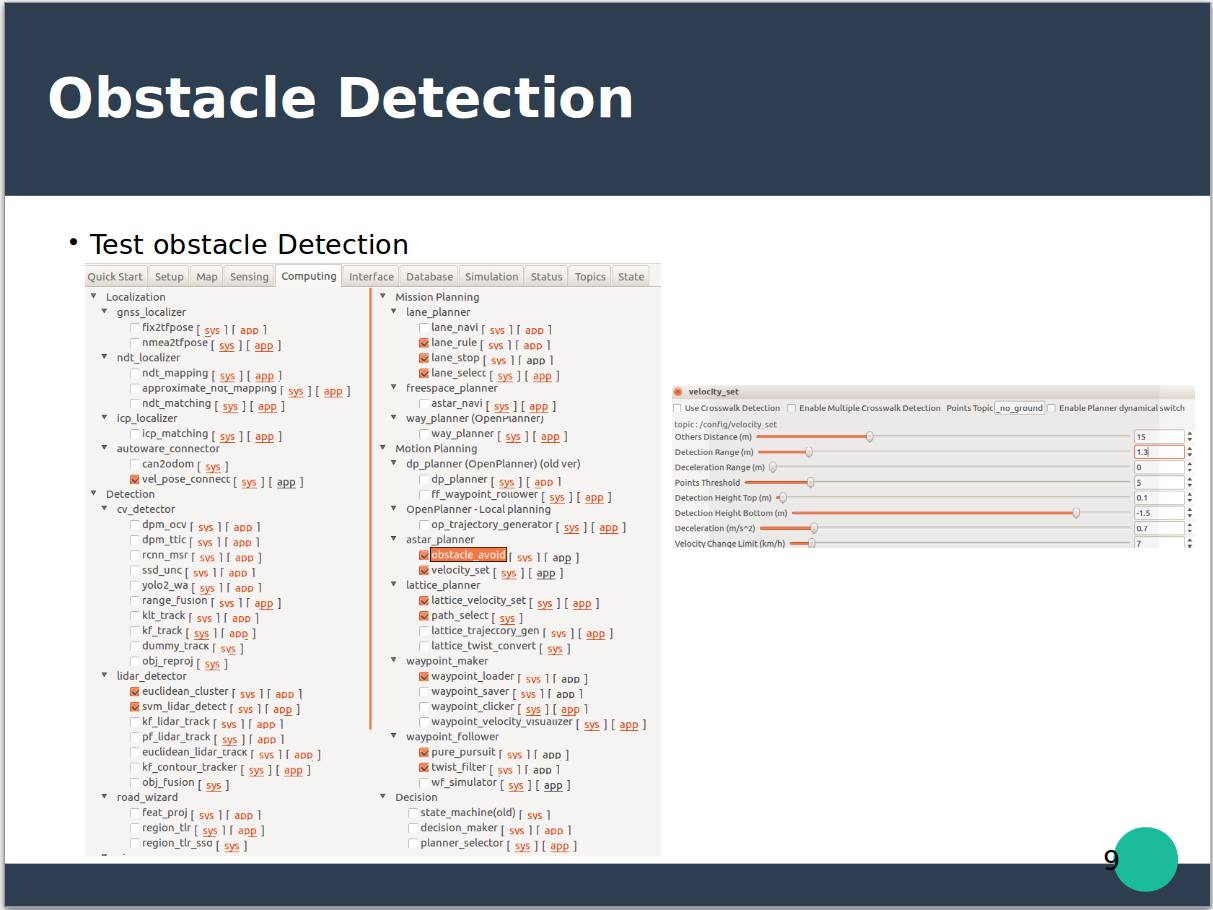 Obstacle Detection
• Test obstacle Detection
Quick Start Setup Map Sensing Computing Interface Database Simulation Status Topics State
Localization
gnss_localizer
fix2tfpose [ sys ] [ app ]
nmea2tfpose [ sys ] [ app ]
ndt_localizer
ndt_mapping [ sys ] [ app ]
approximate_ndt_mapping [ sys ] [ app ]
ndt_matching [ sys ] [ app ]
icp_localizer
icp_matching [ sys ] [ app ]
autoware_connector
can2odom [ sys ]
vel_pose_connect [ sys ] [ app ]
Detection
cv_detector
dpm_ocv [ sys ] [ app ]
dpm_ttic [ sys ] [ app ]
rcnn_msr [ sys ] [ app ]
ssd_unc [ sys ] [ app ]
yolo2_wa [ sys ] [ app ]
range_fusion [ sys ] [ app ]
klt_track [ sys ] [ app ]
kf_track [ sys ] [ app ]
dummy_track [ sys ]
obj_reproj [ sys ]
lidar_detector
euclidean_cluster [ sys ] [ app ]
svm_lidar_detect [ sys ] [ app ]
kf_lidar_track [ sys ] [ app ]
pf_lidar_track [ sys ] [ app ]
euclidean_lidar_track [ sys ] [ app ]
kf_contour_tracker [ sys ] [ app ]
obj_fusion [ sys ]
road_wizard
feat_proj [ sys ] [ app ]
region_tlr [ sys ] [ app ]
region_tlr_ssd [ sys ]
Mission Planning
lane_planner
lane_navi [ sys ] [ app ]
lane_rule [ sys ] [ app ]
lane_stop [ sys ] [ app ]
lane_select [ sys ] [ app ]
freespace_planner
astar_navi [ sys ] [ app ]
way_planner (OpenPlanner)
way_planner [ sys ] [ app ]
Motion Planning
dp_planner (OpenPlanner) (old ver)
dp_planner [ sys ] [ app ]
ff_waypoint_follower [ sys ] [ app ]
OpenPlanner - Local planning
op_trajectory_generator [ sys ] [ app ]
astar_planner
obstacle_avoid [ sys ] [ app ]
velocity_set [ sys ] [ app ]
lattice_planner
lattice_velocity_set [ sys ] [ app ]
path_select [ sys ]
lattice_trajectory_gen [ sys ] [ app ]
lattice_twist_convert [ sys ]
waypoint_maker
waypoint_loader [ sys ] [ app ]
waypoint_saver [ sys ] [ app ]
waypoint_clicker [ sys ] [ app ]
waypoint_velocity_visualizer [ sys ] [ app ]
waypoint_follower
pure_pursuit [ sys ] [ app ]
twist_filter [ sys ] [ app ]
wf_simulator [ sys ] [ app ]
Decision
state_machine(old) [ sys ]
decision_maker [ sys ] [ app ]
planner_selector [ sys ] [ app ]
velocity_set
Use Crosswalk Detection Enable Multiple Crosswalk Detection Points Topic _no_ground Enable Planner dynamical switch
topic : /config/velocity_set
Others Distance (m) 15
Detection Range (m) 1.3
Deceleration Range (m) 0
Points Threshold 5
Detection Height Top (m) 0.1
Detection Height Bottom (m) -1.5
Deceleration (m/s^2) 0.7
Velocity Change Limit (km/h) 7
9